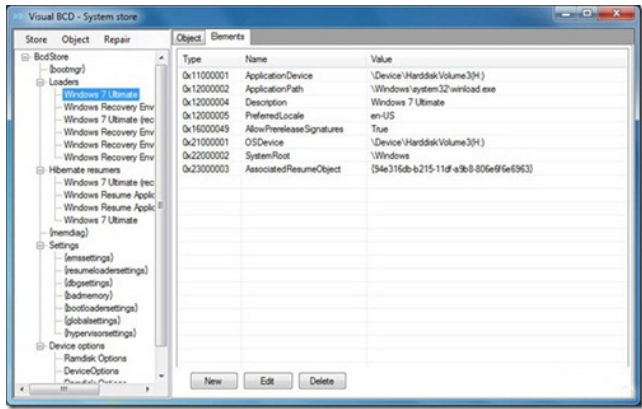 Visual BCD - System store
Store Object Repair
BcdStore
{bootmgr}
Loaders
Windows 7 Ultimate
Windows Recovery Env
Windows 7 Ultimate (rec
Windows Recovery Env
Windows Recovery Env
Windows Recovery Env
Hibernate resumers
Windows 7 Ultimate (rec
Windows Resume Applic
Windows Resume Applic
Windows 7 Ultimate
{memdiag}
Settings
{emssettings}
{resumeloadersettings}
{dbgsettings}
{badmemory}
{bootloadersettings}
{globalsettings}
{hypervisorsettings}
Device options
Ramdisk Options
DeviceOptions
Object Elements
Type Name Value
0x11000001 ApplicationDevice \Device\HarddiskVolume3(H:)
0x12000002 ApplicationPath \Windows\system32\winload.exe
0x12000004 Description Windows 7 Ultimate
0x12000005 PreferredLocale en-US
0x16000049 AllowPrereleaseSignatures True
0x21000001 OSDevice \Device\HarddiskVolume3(H:)
0x22000002 SystemRoot \Windows
0x23000003 AssociatedResumeObject {94e316db-b215-11df-a9b8-806e6f6e6963}
New Edit Delete